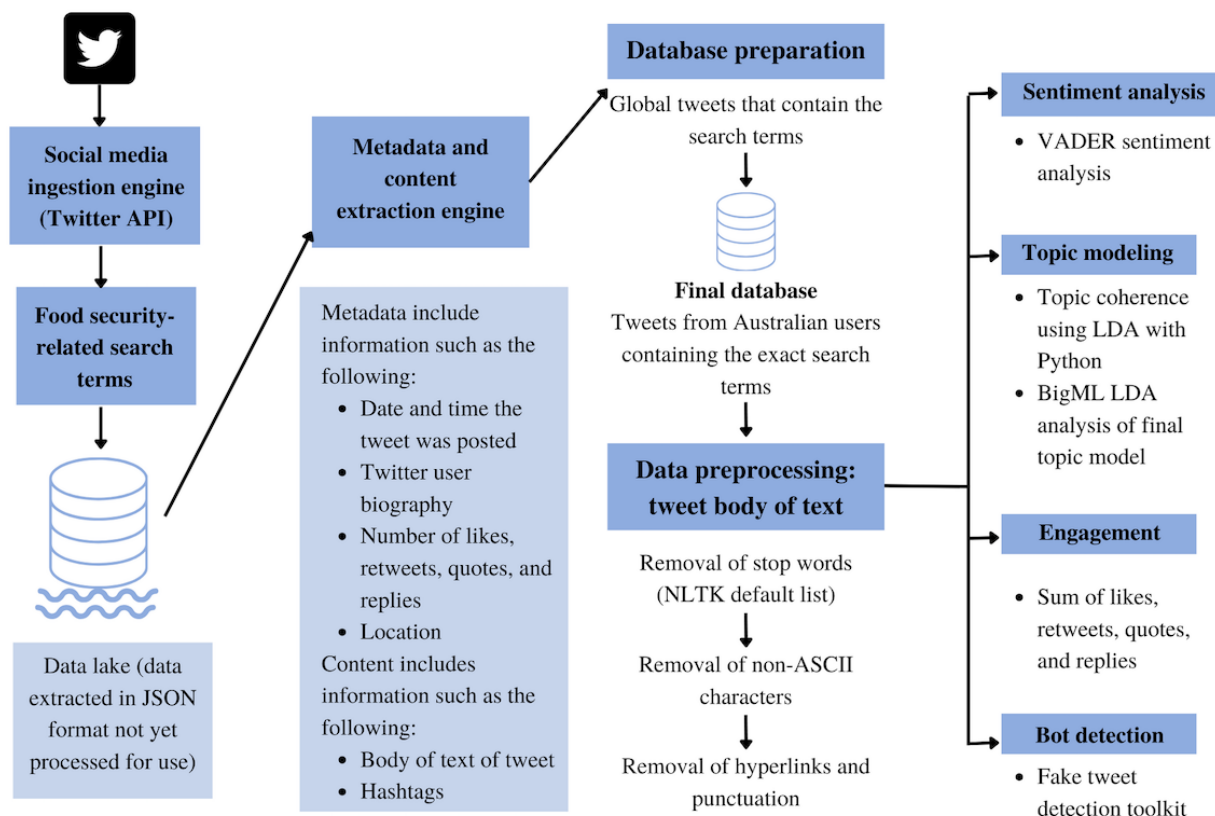 Social media
ingestion engine
(Twitter API)
Food security-
related search
terms
Data lake (data
extracted in JSON
format not yet
processed for use)
Metadata and
content
extraction engine
Metadata include
information such as the
following:
• Date and time the
tweet was posted
• Twitter user
biography
• Number of likes,
retweets, quotes, and
replies
• Location
Content includes
information such as the
following:
• Body of text of tweet
• Hashtags
Database preparation
Global tweets that contain the
search terms
Final database
Tweets from Australian users
containing the exact search
terms
Data preprocessing:
tweet body of text
Removal of stop words
(NLTK default list)
Removal of non-ASCII
characters
Removal of hyperlinks and
punctuation
Sentiment analysis
• VADER sentiment
analysis
Topic modeling
• Topic coherence
using LDA with
Python
• BigML LDA
analysis of final
topic model
Engagement
• Sum of likes,
retweets, quotes,
and replies
Bot detection
• Fake tweet
detection toolkit